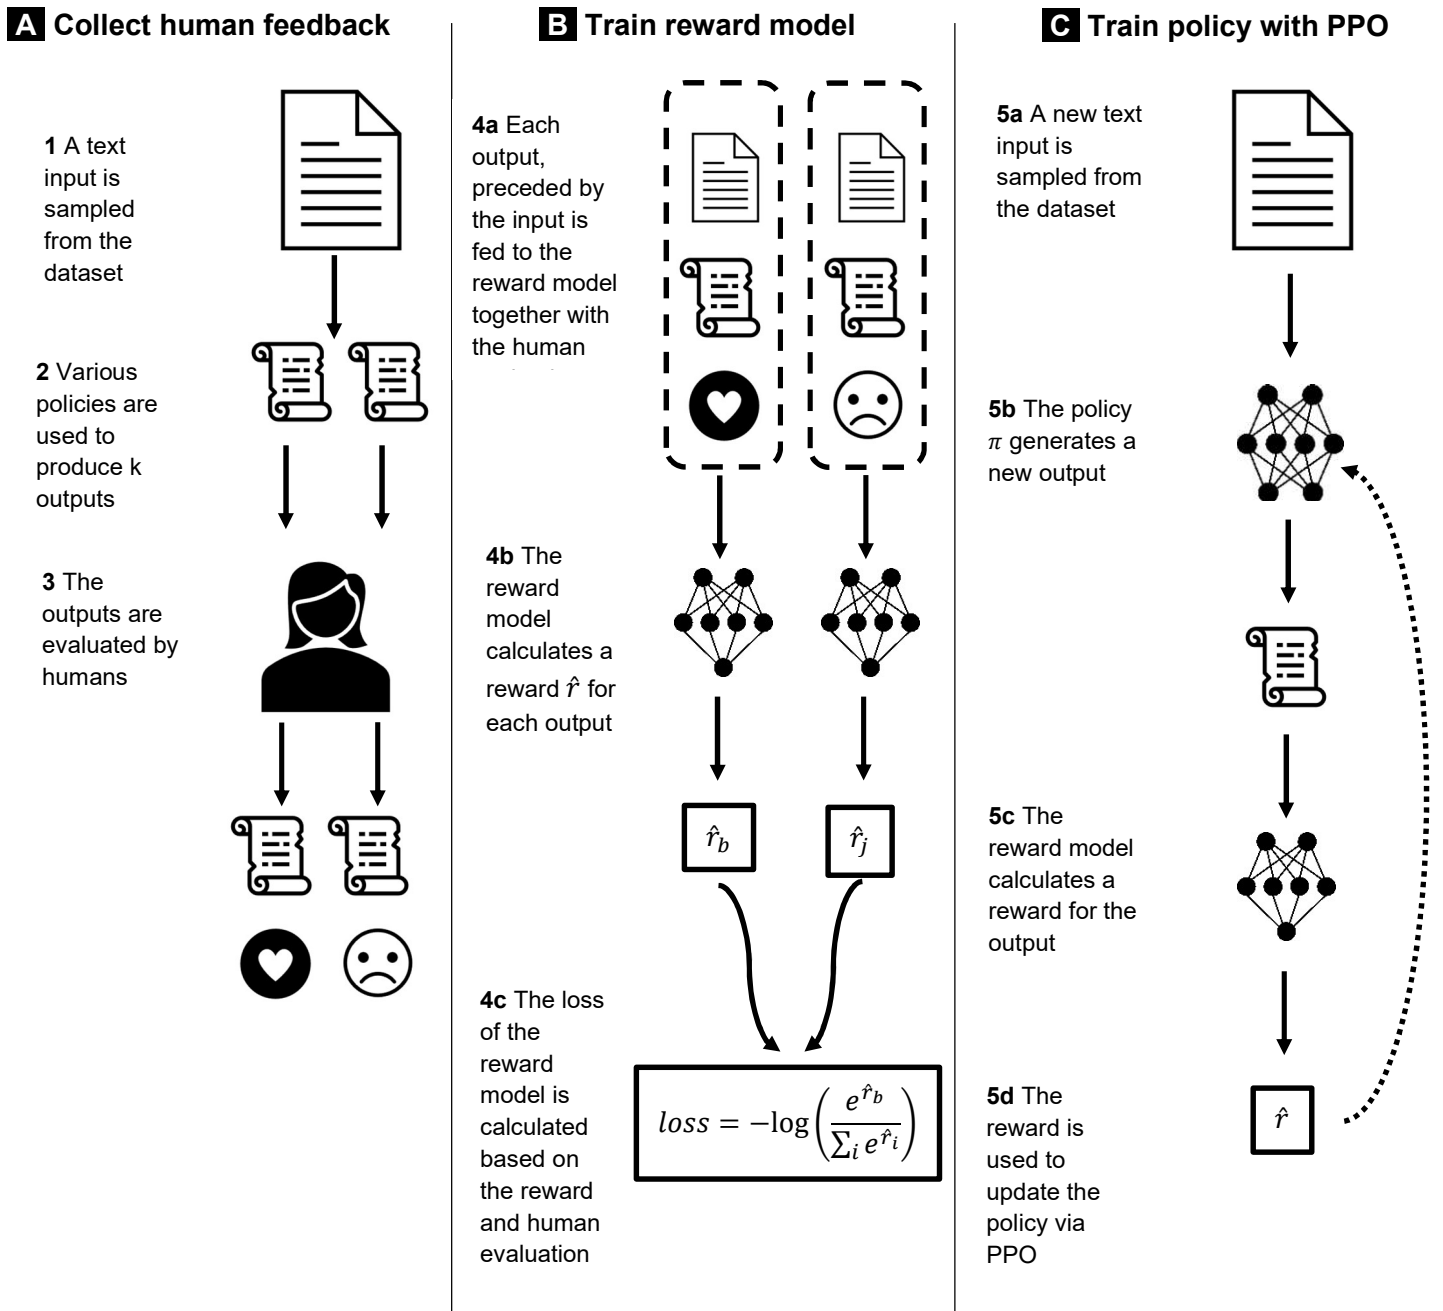 A Collect human feedback
1 A text
input is
sampled
from the
dataset
2 Various
policies are
used to
produce k
outputs
3 The
outputs are
evaluated by
humans
B Train reward model
4a Each
output,
preceded by
the input is
fed to the
reward model
together with
the human
4b The
reward
model
calculates a
reward r̂ for
each output
r̂_b
r̂_j
4c The loss
of the
reward
model is
calculated
based on
the reward
and human
evaluation
loss = −log(e^{r̂_b} / ∑_i e^{r̂_i})
C Train policy with PPO
5a A new text
input is
sampled from
the dataset
5b The policy
π generates a
new output
5c The
reward model
calculates a
reward for the
output
5d The
reward is
used to
update the
policy via
PPO
r̂